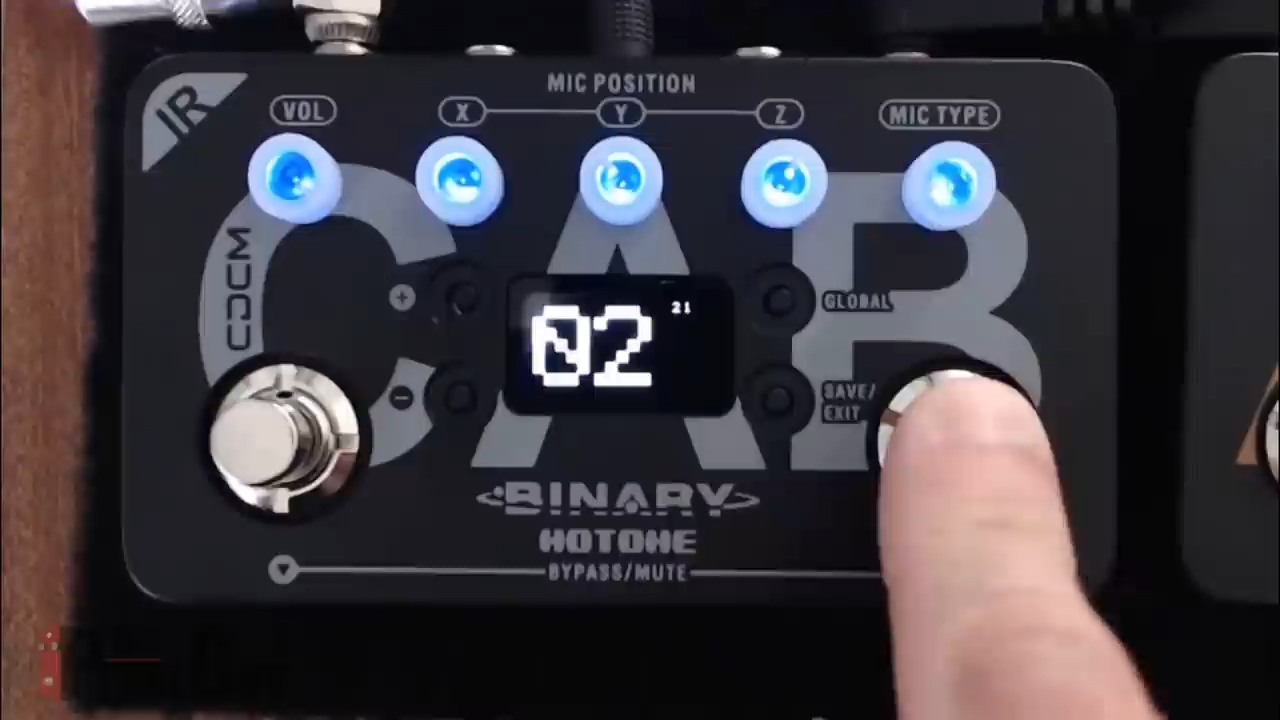 MIC POSITION
IR
VOL
X
Y
Z
MIC TYPE
CDCM
CAB
+
GLOBAL
02
21
-
SAVE/
EXIT
BINARY
HOTONE
BYPASS/MUTE